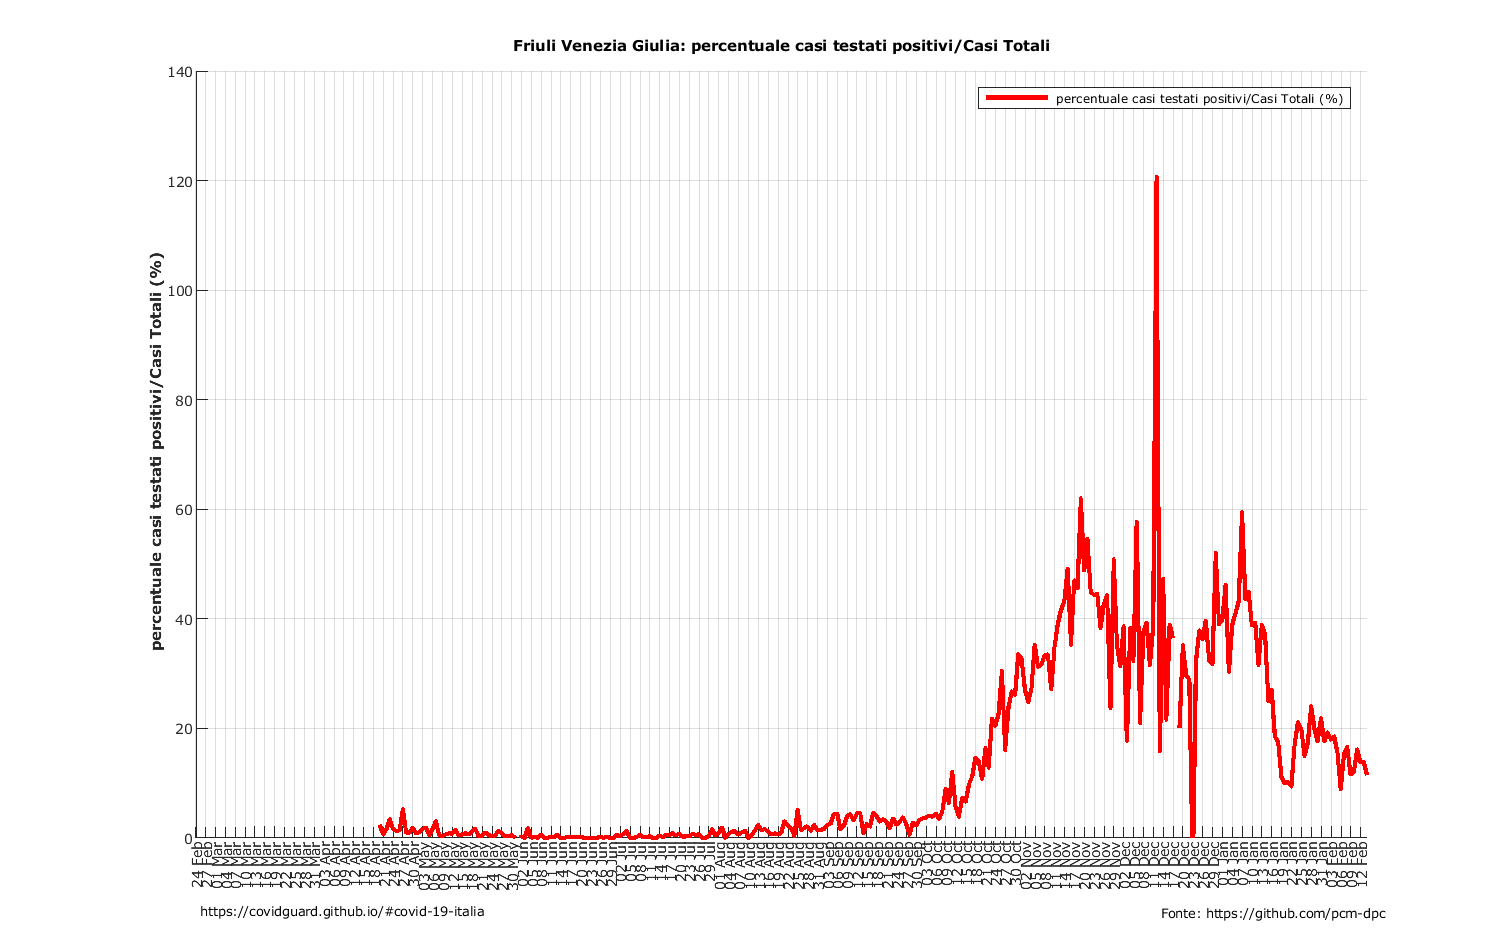 Friuli Venezia Giulia: percentuale casi testati positivi/Casi Totali
percentuale casi testati positivi/Casi Totali (%)
percentuale casi testati positivi/Casi Totali (%)
140
120
100
80
60
40
20
0
24 Feb
27 Feb
01 Mar
04 Mar
07 Mar
10 Mar
13 Mar
16 Mar
19 Mar
22 Mar
25 Mar
28 Mar
31 Mar
03 Apr
06 Apr
09 Apr
12 Apr
15 Apr
18 Apr
21 Apr
24 Apr
27 Apr
30 Apr
03 May
06 May
09 May
12 May
15 May
18 May
21 May
24 May
27 May
30 May
02 Jun
05 Jun
08 Jun
11 Jun
14 Jun
17 Jun
20 Jun
23 Jun
26 Jun
29 Jun
02 Jul
05 Jul
08 Jul
11 Jul
14 Jul
17 Jul
20 Jul
23 Jul
26 Jul
29 Jul
01 Aug
04 Aug
07 Aug
10 Aug
13 Aug
16 Aug
19 Aug
22 Aug
25 Aug
28 Aug
31 Aug
03 Sep
06 Sep
09 Sep
12 Sep
15 Sep
18 Sep
21 Sep
24 Sep
27 Sep
30 Sep
03 Oct
06 Oct
09 Oct
12 Oct
15 Oct
18 Oct
21 Oct
24 Oct
27 Oct
30 Oct
02 Nov
05 Nov
08 Nov
11 Nov
14 Nov
17 Nov
20 Nov
23 Nov
26 Nov
29 Nov
02 Dec
05 Dec
08 Dec
11 Dec
14 Dec
17 Dec
20 Dec
23 Dec
26 Dec
29 Dec
01 Jan
04 Jan
07 Jan
10 Jan
13 Jan
16 Jan
19 Jan
22 Jan
25 Jan
28 Jan
31 Jan
03 Feb
06 Feb
09 Feb
12 Feb
https://covidguard.github.io/#covid-19-italia
Fonte: https://github.com/pcm-dpc